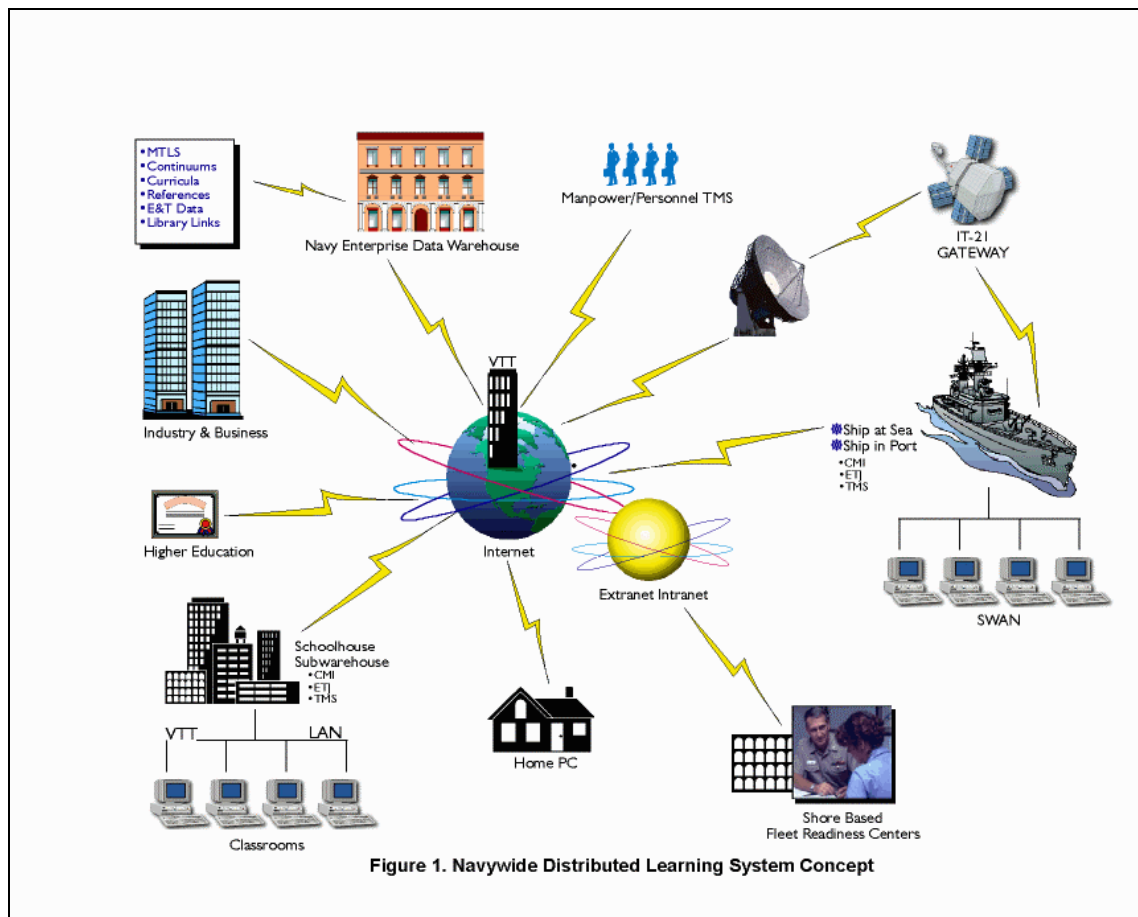 •MTLS
•Continuums
•Curricula
•References
•E&T Data
•Library Links
Navy Enterprise Data Warehouse
Manpower/Personnel TMS
IT-21
GATEWAY
Industry & Business
VTT
Ship at Sea
Ship in Port
•CMI
•ETJ
•TMS
Higher Education
Internet
Extranet Intranet
SWAN
Schoolhouse
Subwarehouse
•CMI
•ETJ
•TMS
VTT LAN
Classrooms
Home PC
Shore Based
Fleet Readiness Centers
Figure 1. Navywide Distributed Learning System Concept